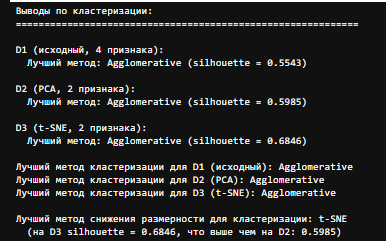 Выводы по кластеризации:
============================================================
D1 (исходный, 4 признака):
Лучший метод: Agglomerative (silhouette = 0.5543)
D2 (PCA, 2 признака):
Лучший метод: Agglomerative (silhouette = 0.5985)
D3 (t-SNE, 2 признака):
Лучший метод: Agglomerative (silhouette = 0.6846)
Лучший метод кластеризации для D1 (исходный): Agglomerative
Лучший метод кластеризации для D2 (PCA): Agglomerative
Лучший метод кластеризации для D3 (t-SNE): Agglomerative
Лучший метод снижения размерности для кластеризации: t-SNE
(на D3 silhouette = 0.6846, что выше чем на D2: 0.5985)